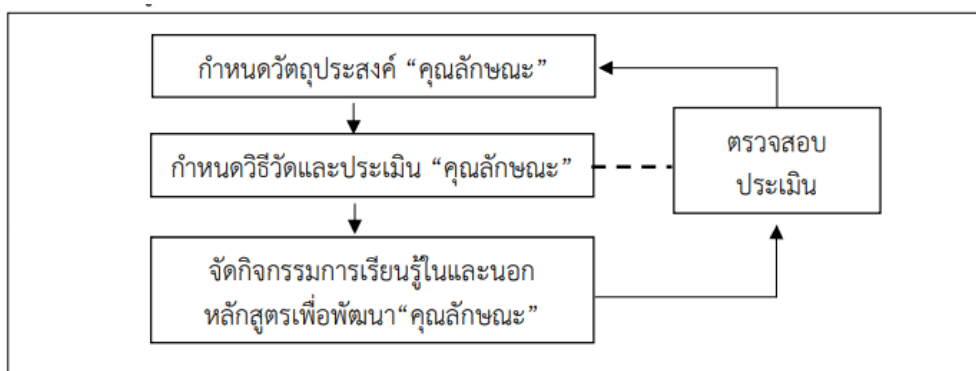 กำหนดวัตถุประสงค์ “คุณลักษณะ”
กำหนดวิธีวัดและประเมิน “คุณลักษณะ”
ตรวจสอบ
ประเมิน
จัดกิจกรรมการเรียนรู้ในและนอก
หลักสูตรเพื่อพัฒนา“คุณลักษณะ”